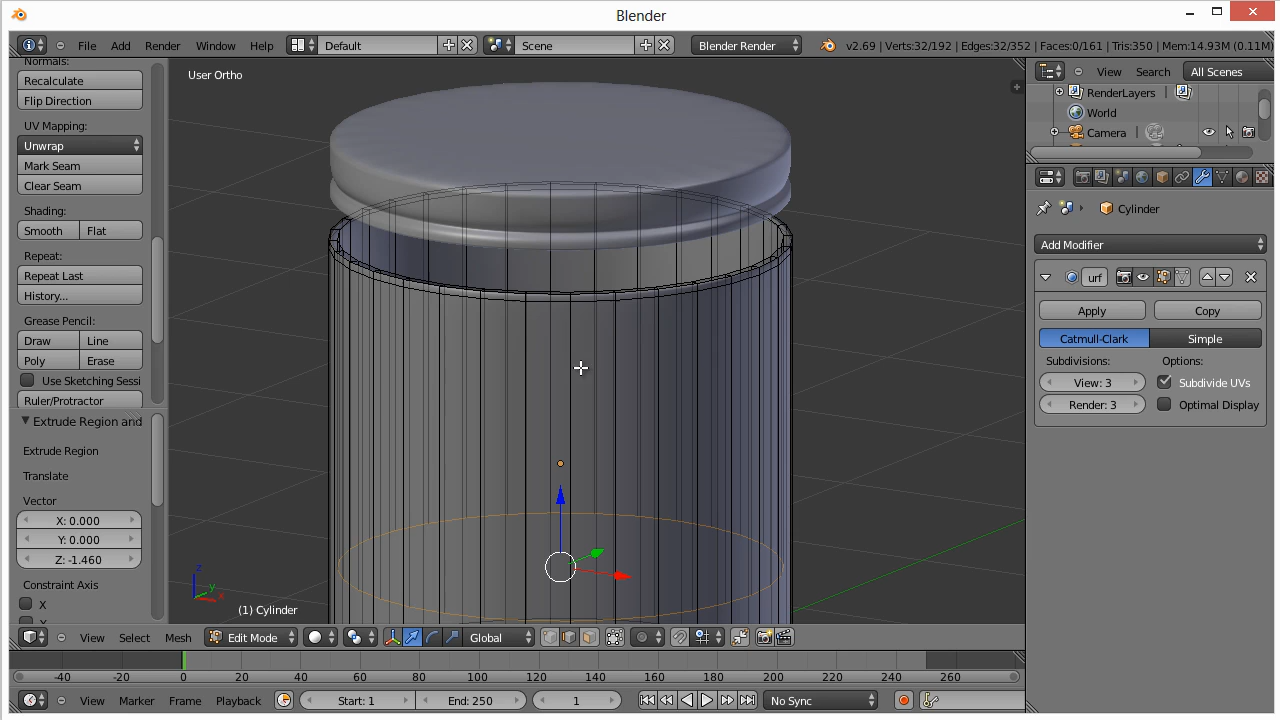 Blender
File Add Render Window Help Default Scene Blender Render v2.69 | Verts:32/192 | Edges:32/352 | Faces:0/161 | Tris:350 | Mem:14.93M (0.11M)
Normals:
Recalculate
Flip Direction
UV Mapping:
Unwrap
Mark Seam
Clear Seam
Shading:
Smooth Flat
Repeat:
Repeat Last
History...
Grease Pencil:
Draw Line
Poly Erase
Use Sketching Sessi
Ruler/Protractor
Extrude Region and
Extrude Region
Translate
Vector
X: 0.000
Y: 0.000
Z: -1.460
Constraint Axis
X
User Ortho
z
y
x
(1) Cylinder
View Search All Scenes
RenderLayers
World
Camera
Cylinder
Add Modifier
urf
Apply Copy
Catmull-Clark Simple
Subdivisions: Options:
View: 3 Subdivide UVs
Render: 3 Optimal Display
View Select Mesh Edit Mode Global
-40 -20 0 20 40 60 80 100 120 140 160 180 200 220 240 260
View Marker Frame Playback Start: 1 End: 250 1 No Sync